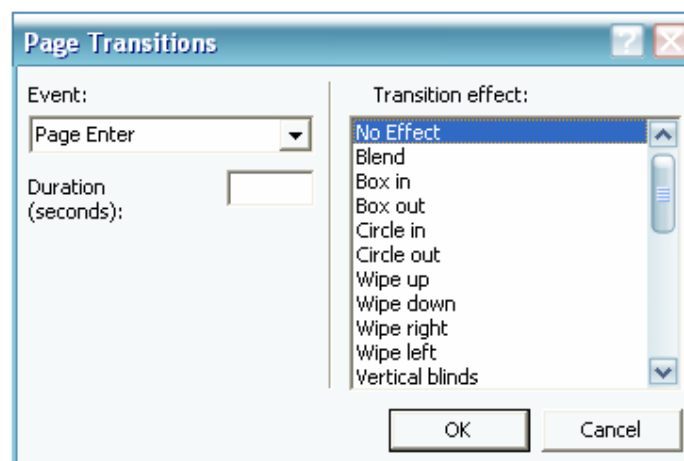 Page Transitions
Event:
Page Enter
Duration
(seconds):
Transition effect:
No Effect
Blend
Box in
Box out
Circle in
Circle out
Wipe up
Wipe down
Wipe right
Wipe left
Vertical blinds
OK
Cancel